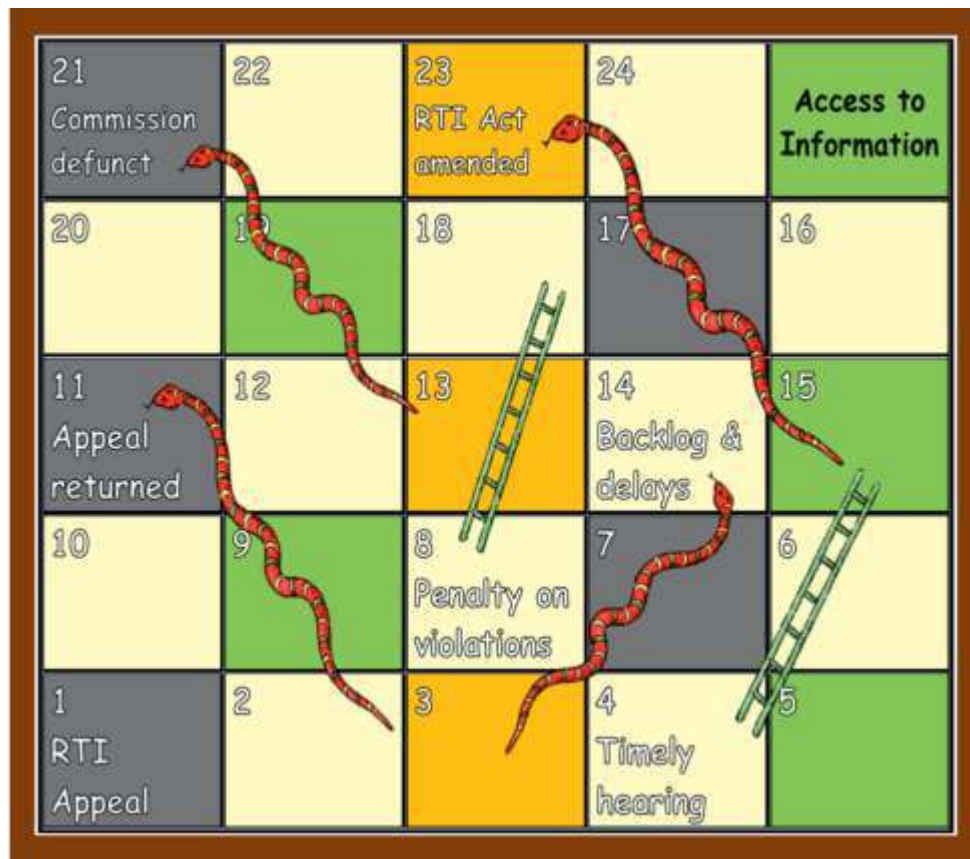 21
Commission
defunct
22
23
RTI Act
amended
24
Access to
Information
20
19
18
17
16
11
Appeal
returned
12
13
14
Backlog &
delays
15
10
9
8
Penalty on
violations
7
6
1
RTI
Appeal
2
3
4
Timely
hearing
5